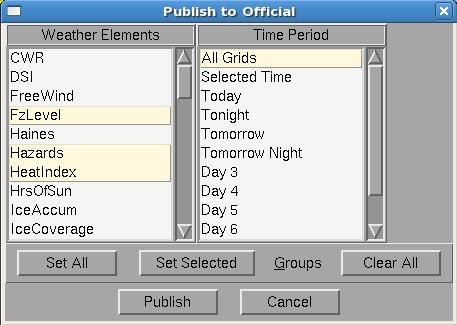 Publish to Official
Weather Elements
Time Period
CWR
DSI
FreeWind
FzLevel
Haines
Hazards
HeatIndex
HrsOfSun
IceAccum
IceCoverage
All Grids
Selected Time
Today
Tonight
Tomorrow
Tomorrow Night
Day 3
Day 4
Day 5
Day 6
Set All
Set Selected
Groups
Clear All
Publish
Cancel